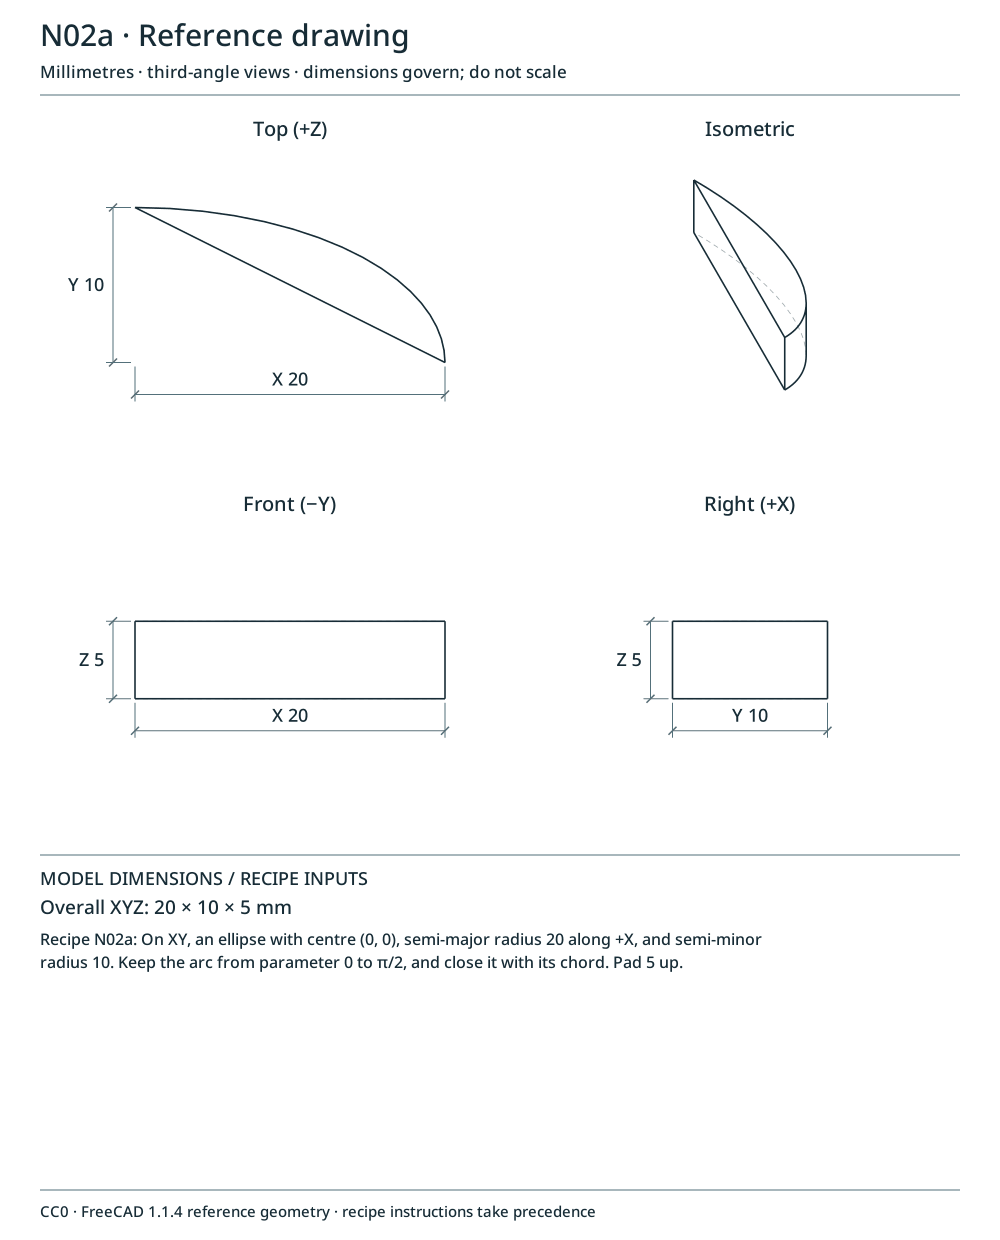 N02a · Reference drawing
Millimetres · third-angle views · dimensions govern; do not scale
Top (+Z)
Isometric
Y 10
X 20
Front (−Y)
Right (+X)
Z 5
X 20
Z 5
Y 10
MODEL DIMENSIONS / RECIPE INPUTS
Overall XYZ: 20 × 10 × 5 mm
Recipe N02a: On XY, an ellipse with centre (0, 0), semi-major radius 20 along +X, and semi-minor
radius 10. Keep the arc from parameter 0 to π/2, and close it with its chord. Pad 5 up.
CC0 · FreeCAD 1.1.4 reference geometry · recipe instructions take precedence